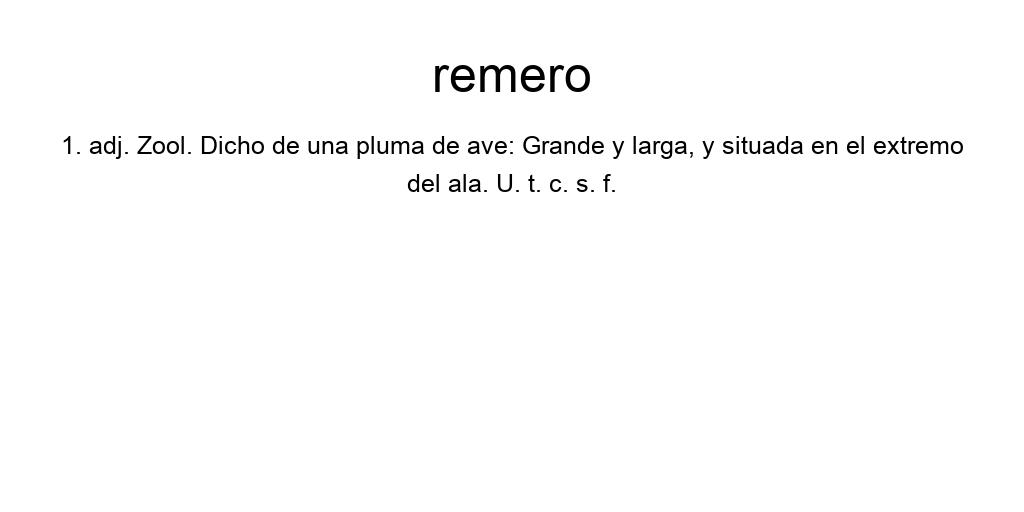 remero
1. adj. Zool. Dicho de una pluma de ave: Grande y larga, y situada en el extremo
del ala. U. t. c. s. f.